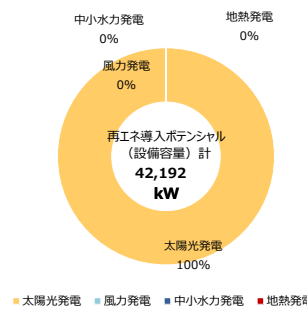 中小水力発電
0%
地熱発電
0%
風力発電
0%
再エネ導入ポテンシャル
（設備容量）計
42,192
kW
太陽光発電
100%
太陽光発電 風力発電 中小水力発電 地熱発電